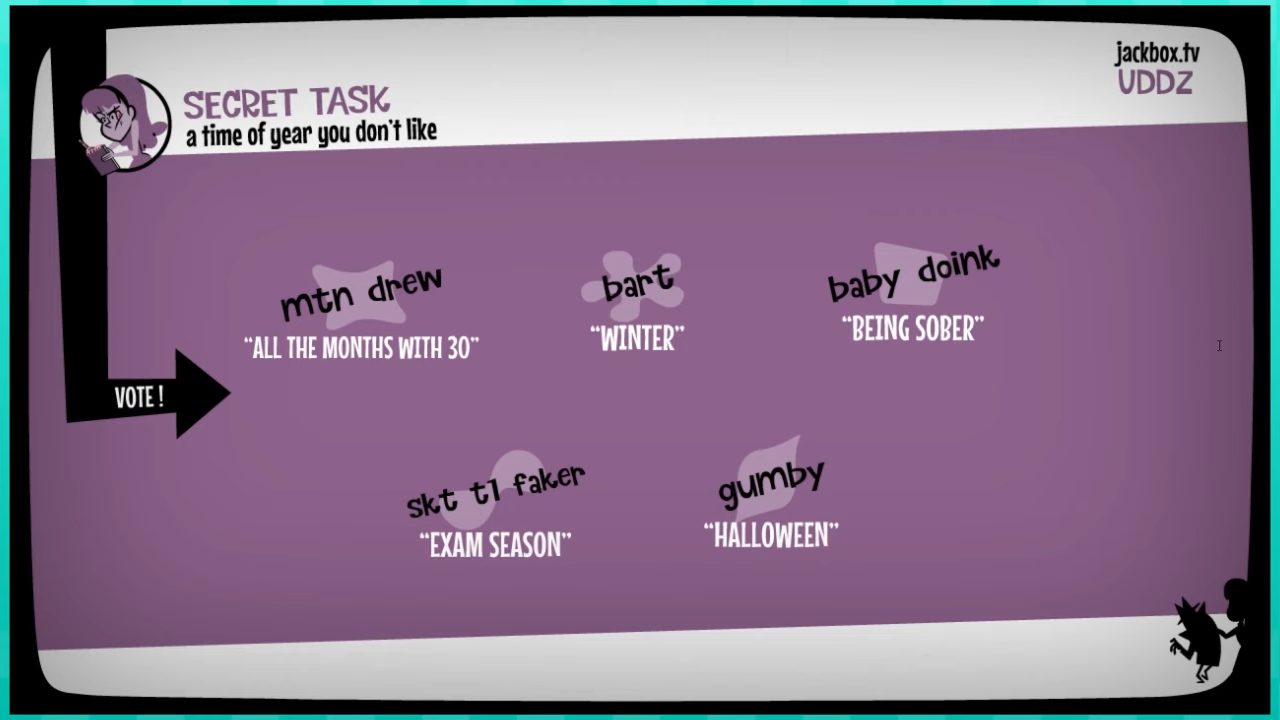 jackbox.tv
UDDZ
SECRET TASK
a time of year you don't like
mtn drew
"ALL THE MONTHS WITH 30"
bart
"WINTER"
baby doink
"BEING SOBER"
VOTE!
skt t1 faker
"EXAM SEASON"
gumby
"HALLOWEEN"